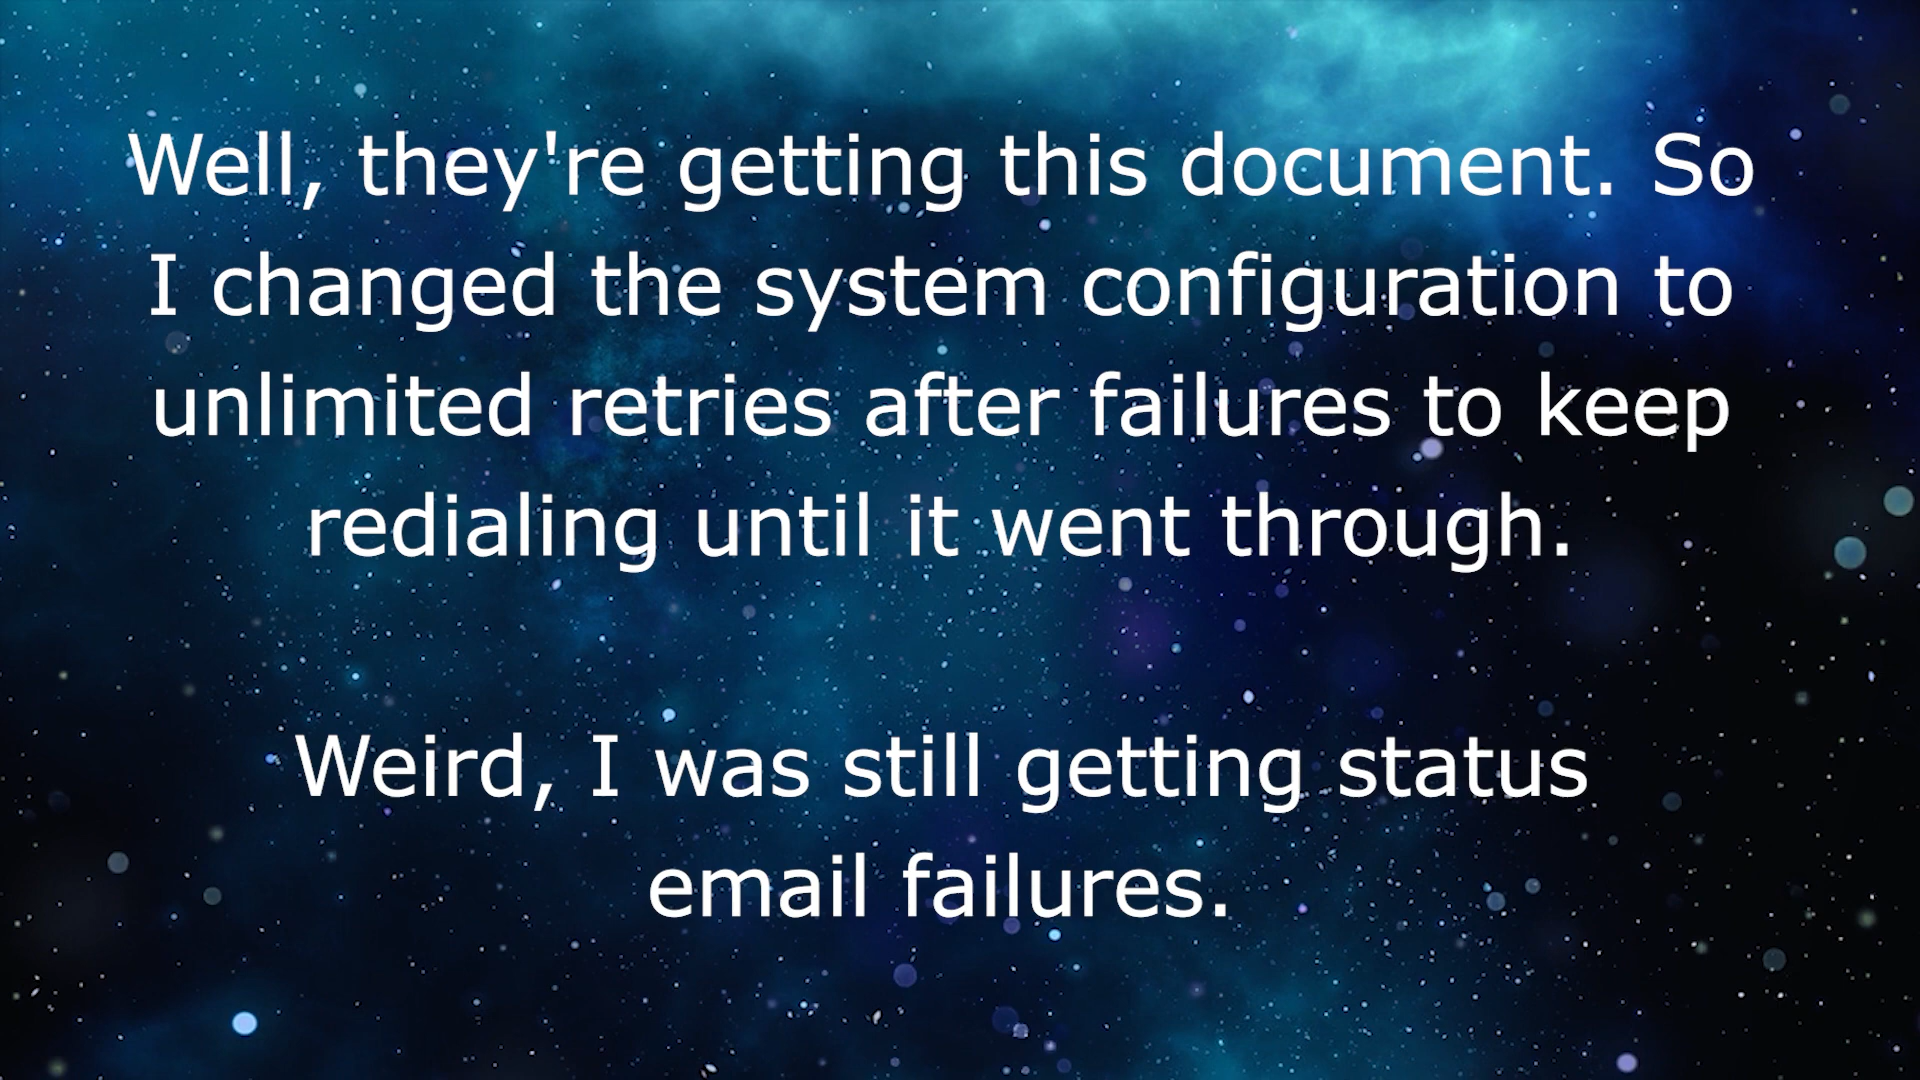 Well, they're getting this document. So
I changed the system configuration to
unlimited retries after failures to keep
redialing until it went through.
Weird, I was still getting status
email failures.